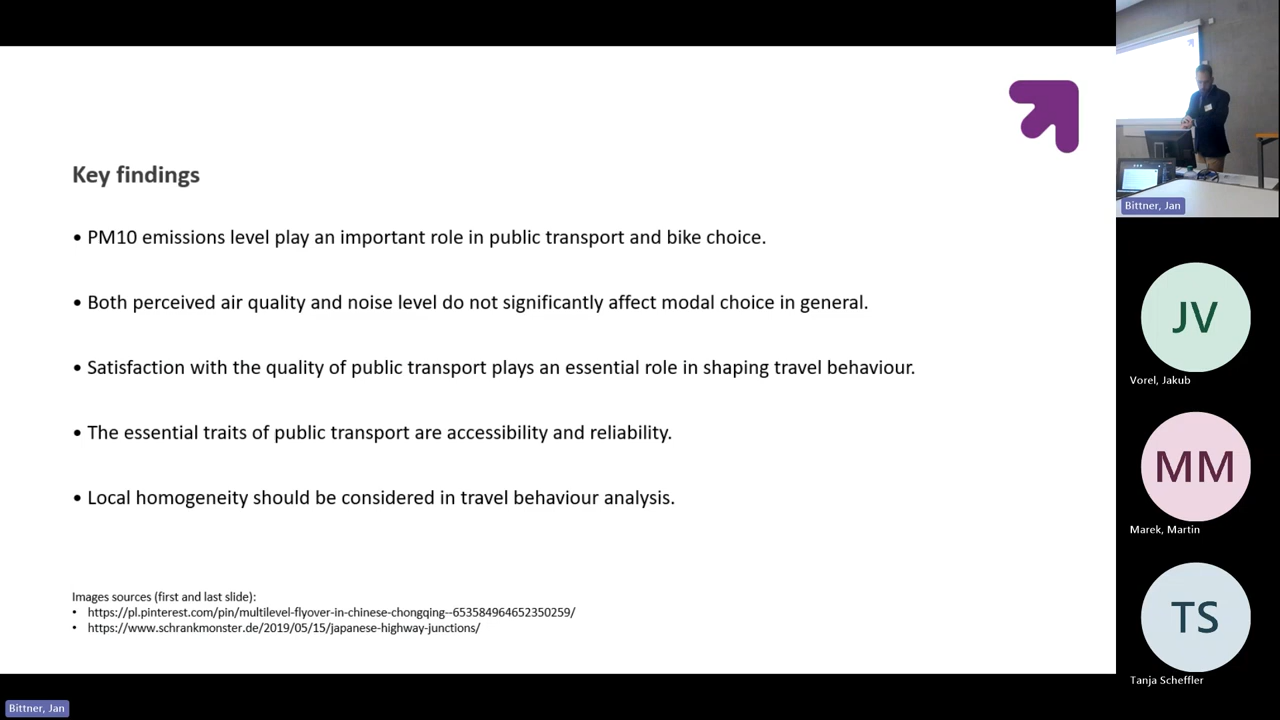 Key findings
• PM10 emissions level play an important role in public transport and bike choice.
• Both perceived air quality and noise level do not significantly affect modal choice in general.
• Satisfaction with the quality of public transport plays an essential role in shaping travel behaviour.
• The essential traits of public transport are accessibility and reliability.
• Local homogeneity should be considered in travel behaviour analysis.
Images sources (first and last slide):
• https://pl.pinterest.com/pin/multilevel-flyover-in-chinese-chongqing--653584964652350259/
• https://www.schrankmonster.de/2019/05/15/japanese-highway-junctions/
Bittner, Jan
JV
Vorel, Jakub
MM
Marek, Martin
TS
Tanja Scheffler
Bittner, Jan